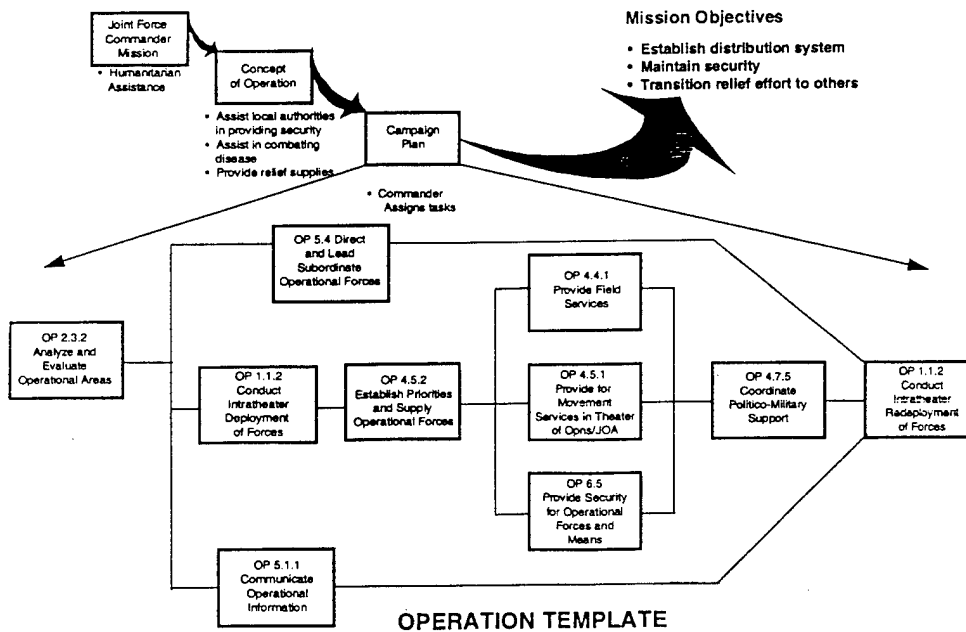 Joint Force
Commander
Mission
• Humanitarian
Assistance
Concept
of Operation
• Assist local authorities
in providing security
• Assist in combating
disease
• Provide relief supplies
Campaign
Plan
• Commander
Assigns tasks
Mission Objectives
• Establish distribution system
• Maintain security
• Transition relief effort to others
OP 2.3.2
Analyze and
Evaluate
Operational Areas
OP 5.4 Direct
and Lead
Subordinate
Operational Forces
OP 1.1.2
Conduct
Intratheater
Deployment
of Forces
OP 4.5.2
Establish Priorities
and Supply
Operational Forces
OP 5.1.1
Communicate
Operational
Information
OP 4.4.1
Provide Field
Services
OP 4.5.1
Provide for
Movement
Services in Theater
of Opns/JOA
OP 6.5
Provide Security
for Operational
Forces and
Means
OP 4.7.5
Coordinate
Politico-Military
Support
OP 1.1.2
Conduct
Intratheater
Redeployment
of Forces
OPERATION TEMPLATE